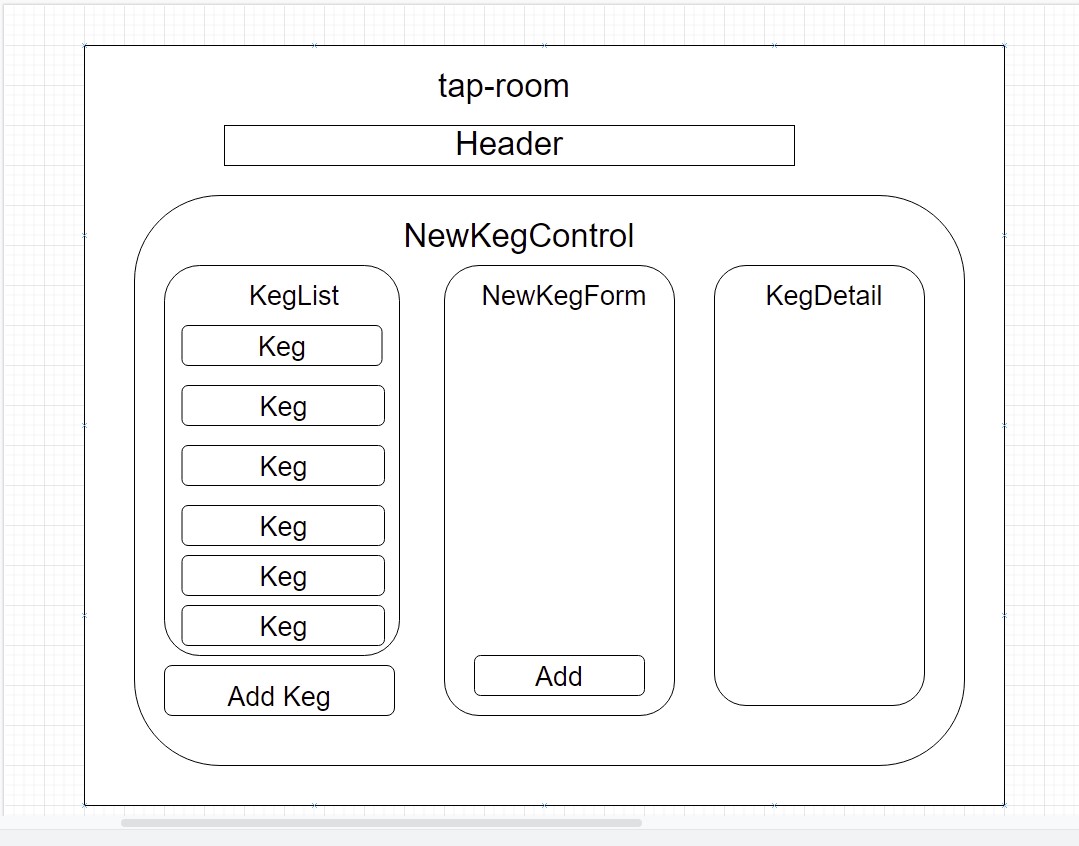 tap-room
Header
NewKegControl
KegList
Keg
Keg
Keg
Keg
Keg
Keg
Add Keg
NewKegForm
Add
KegDetail